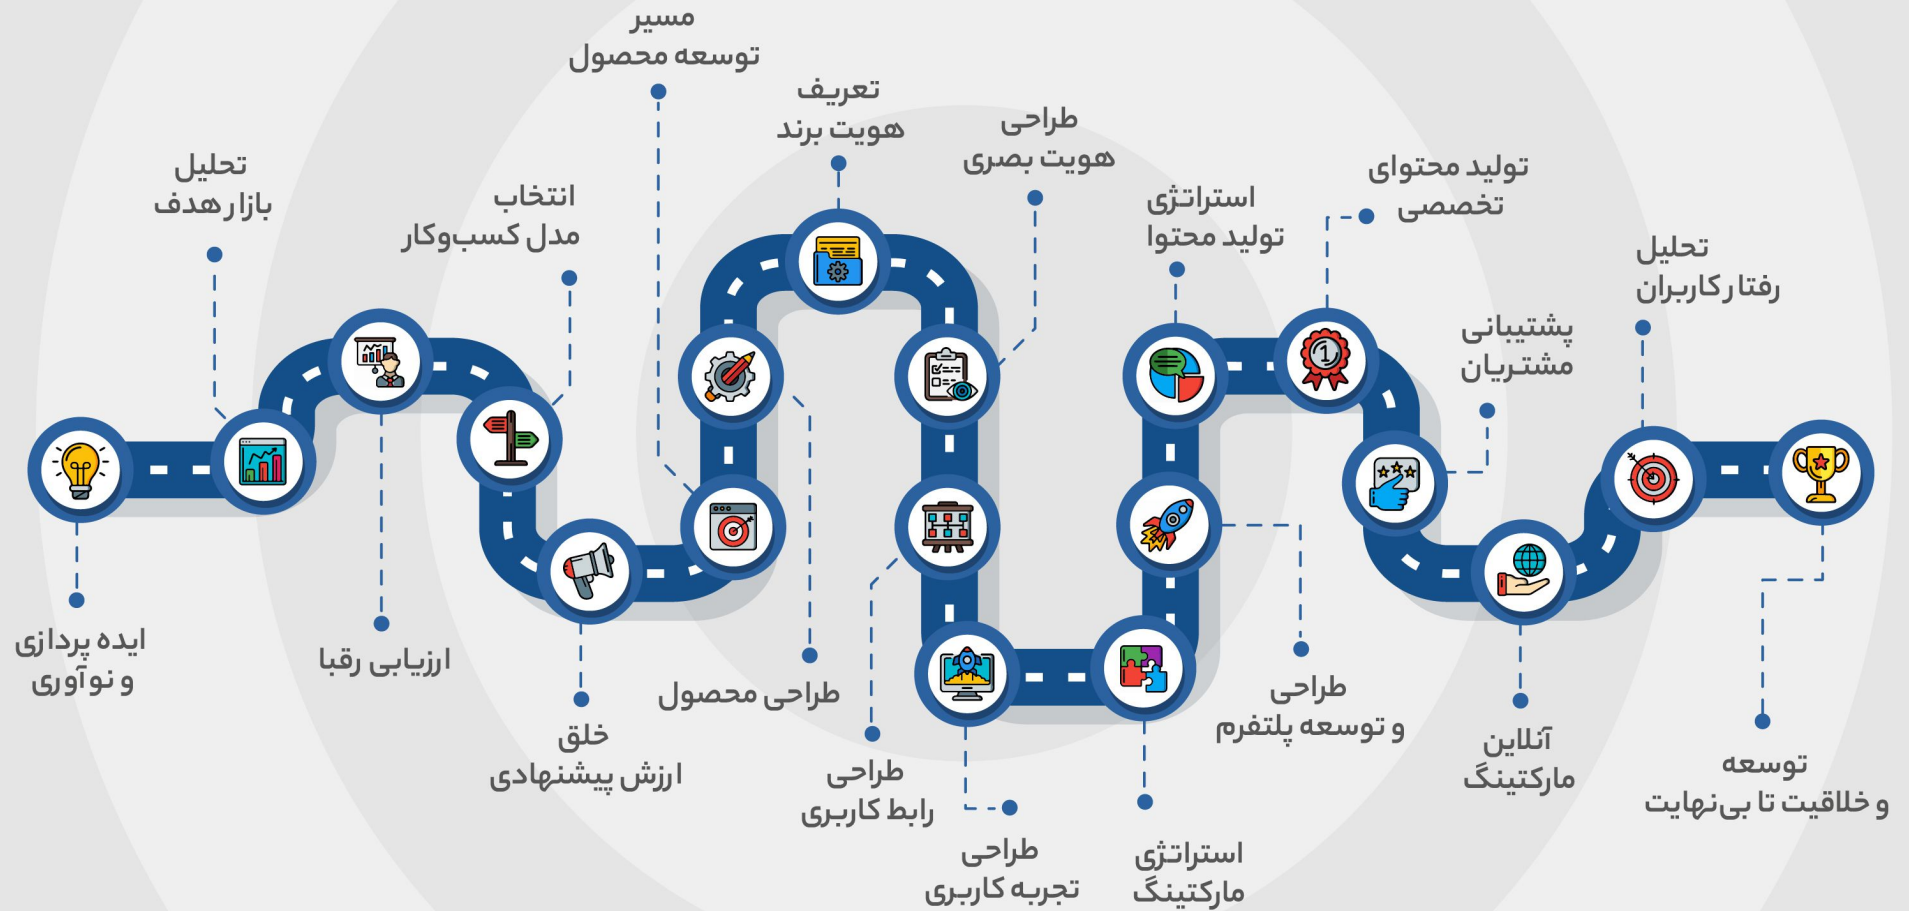 ایده پردازی
و نوآوری
تحلیل
بازار هدف
ارزیابی رقبا
انتخاب
مدل کسب‌وکار
خلق
ارزش پیشنهادی
مسیر
توسعه محصول
طراحی محصول
تعریف
هویت برند
طراحی
هویت بصری
طراحی
رابط کاربری
طراحی
تجربه کاربری
استراتژی
مارکتینگ
طراحی
و توسعه پلتفرم
استراتژی
تولید محتوا
تولید محتوای
تخصصی
1
پشتیبانی
مشتریان
آنلاین
مارکتینگ
تحلیل
رفتار کاربران
توسعه
و خلاقیت تا بی‌نهایت